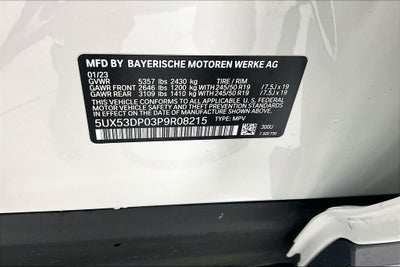 MFD BY BAYERISCHE MOTOREN WERKE AG
01/23
GVWR 5357 lbs 2430 kg TIRE / RIM
GAWR FRONT 2646 lbs 1200 kg WITH 245/50 R19 /7.5J x 19
GAWR REAR 3109 lbs 1410 kg WITH 245/50 R19 /7.5J x 19
THIS VEHICLE CONFORMS TO ALL APPLICABLE FEDERAL MOTOR
VEHICLE SAFETY, BUMPER, AND THEFT PREVENTION STANDARDS
IN EFFECT ON THE DATE OF MANUFACTURE SHOWN ABOVE.
5UX53DP03P9R08215 TYPE: MPV 300U